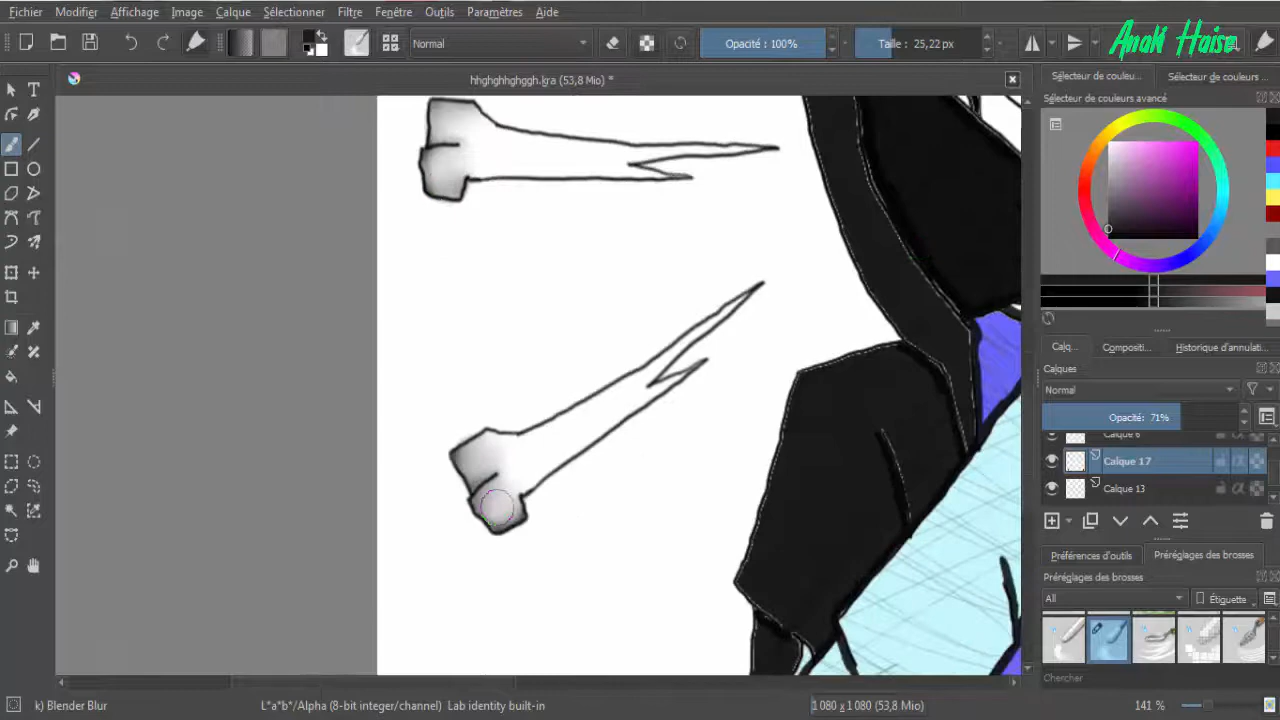 Fichier Modifier Affichage Image Calque Sélectionner Filtre Fenêtre Outils Paramètres Aide
Normal Opacité : 100% Taille : 25,22 px
Anaki Haise
hhghghhghggh.kra (53,8 Mio) *
Sélecteur de couleu... Sélecteur de couleurs ...
Sélecteur de couleurs avancé
Calq... Compositi... Historique d'annulati...
Calques
Normal
Opacité: 71%
Calque 6
Calque 17
Calque 13
Préférences d'outils Préréglages des brosses
Préréglages des brosses
All Étiquette
Chercher
k) Blender Blur L*a*b*/Alpha (8-bit integer/channel) Lab identity built-in 1 080 x 1 080 (53,8 Mio) 141 %